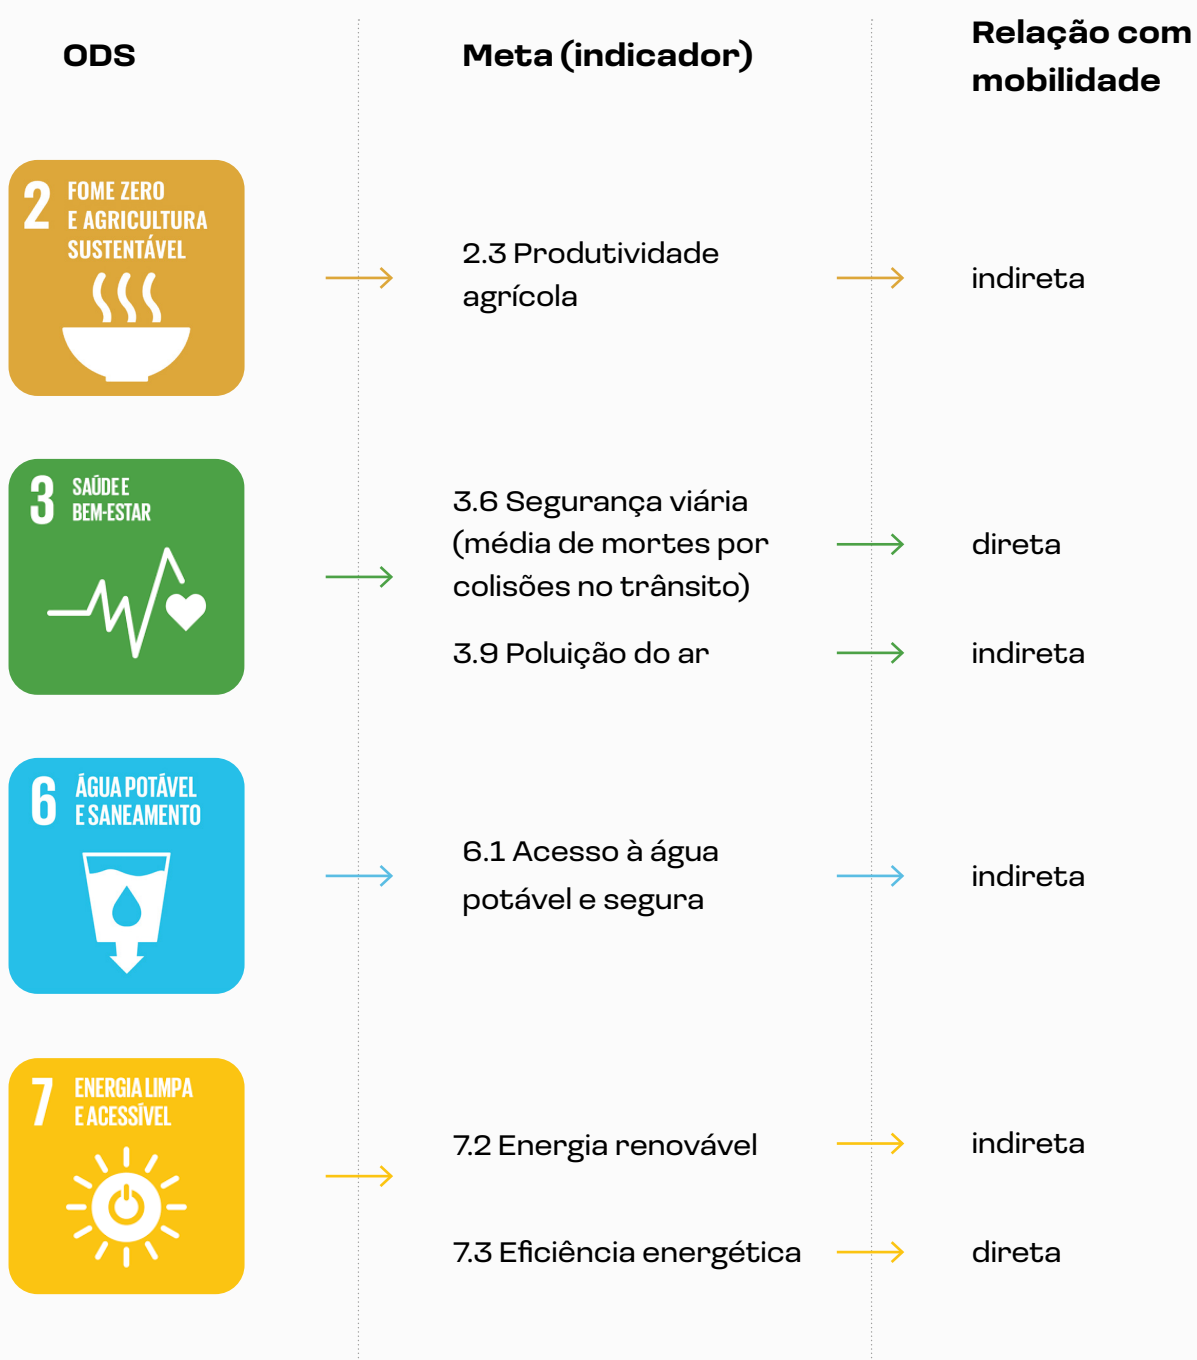 ODS
Meta (indicador)
Relação com
mobilidade
2
FOME ZERO
E AGRICULTURA
SUSTENTÁVEL
2.3 Produtividade
agrícola
indireta
3
SAÚDE E
BEM-ESTAR
3.6 Segurança viária
(média de mortes por
colisões no trânsito)
direta
3.9 Poluição do ar
indireta
6
ÁGUA POTÁVEL
E SANEAMENTO
6.1 Acesso à água
potável e segura
indireta
7
ENERGIA LIMPA
E ACESSÍVEL
7.2 Energia renovável
indireta
7.3 Eficiência energética
direta